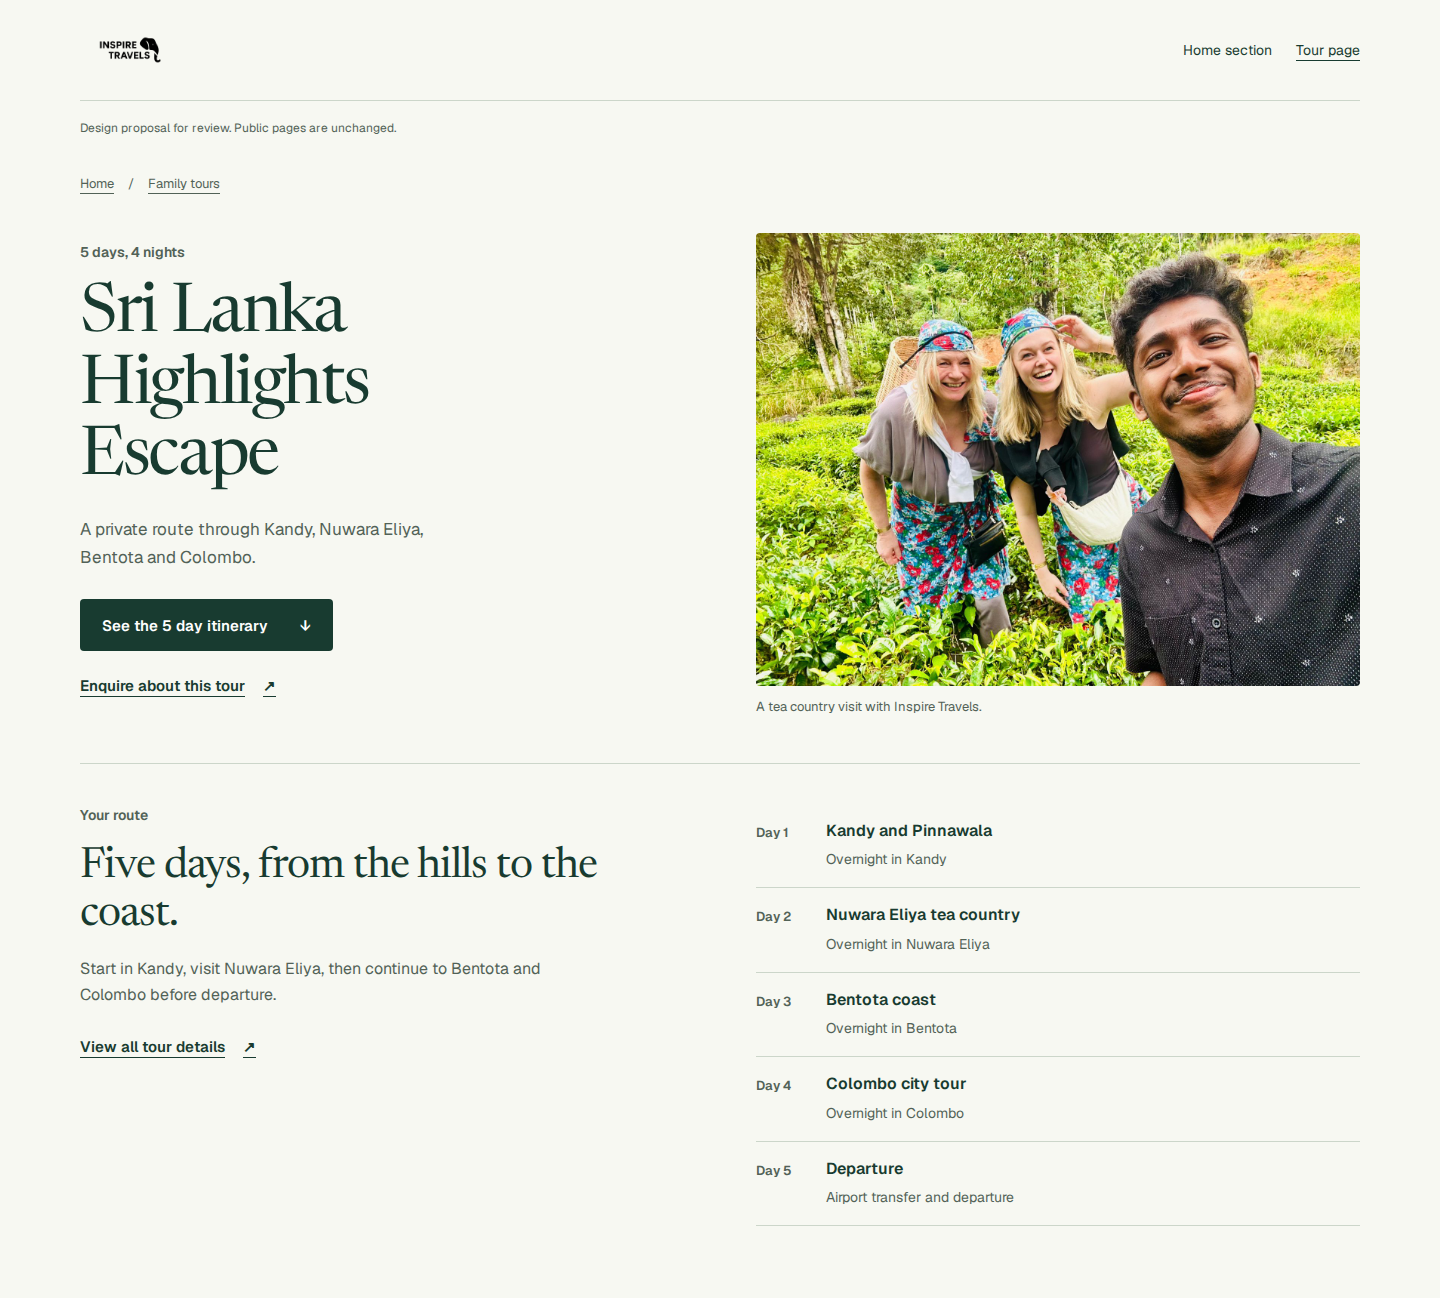 INSPIRE
TRAVELS
Home section
Tour page
Design proposal for review. Public pages are unchanged.
Home / Family tours
5 days, 4 nights
Sri Lanka
Highlights
Escape
A private route through Kandy, Nuwara Eliya,
Bentota and Colombo.
See the 5 day itinerary ↓
Enquire about this tour ↗
A tea country visit with Inspire Travels.
Your route
Five days, from the hills to the
coast.
Start in Kandy, visit Nuwara Eliya, then continue to Bentota and
Colombo before departure.
View all tour details ↗
Day 1 Kandy and Pinnawala
Overnight in Kandy
Day 2 Nuwara Eliya tea country
Overnight in Nuwara Eliya
Day 3 Bentota coast
Overnight in Bentota
Day 4 Colombo city tour
Overnight in Colombo
Day 5 Departure
Airport transfer and departure